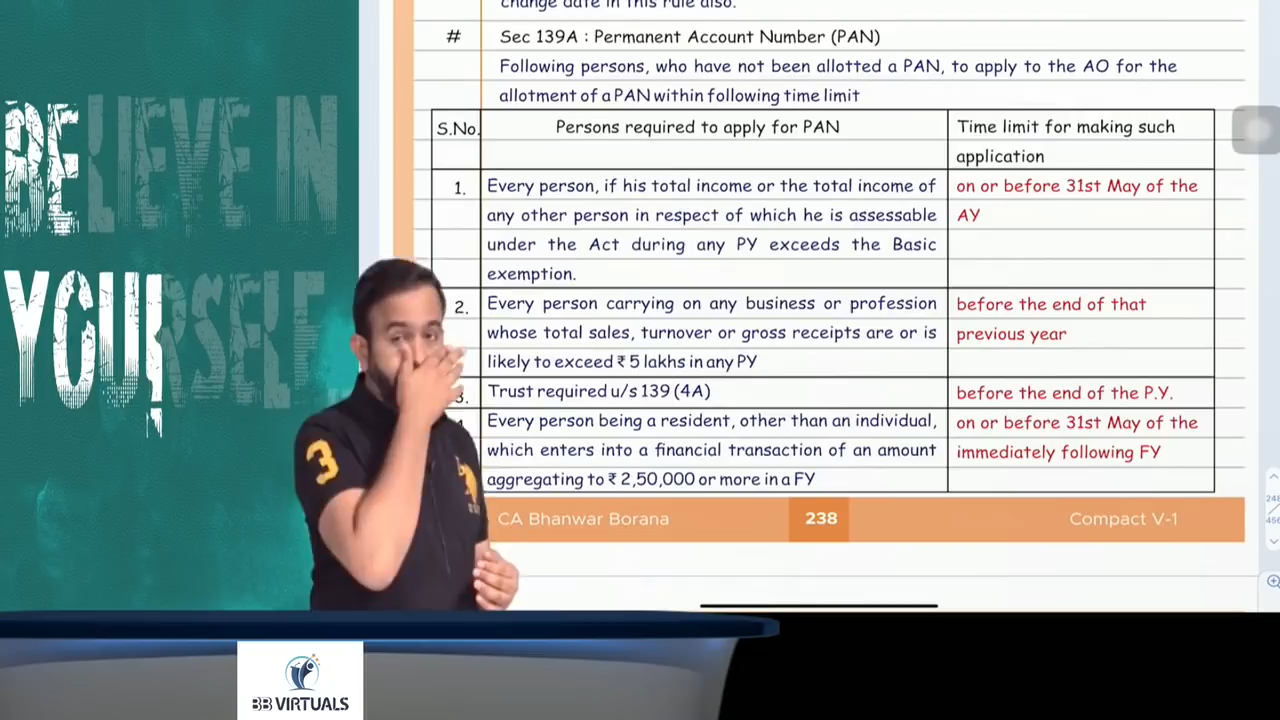 BELIEVE IN
YOURSELF
change date in this rule also.
# Sec 139A : Permanent Account Number (PAN)
Following persons, who have not been allotted a PAN, to apply to the AO for the
allotment of a PAN within following time limit
S.No. Persons required to apply for PAN Time limit for making such
application
1. Every person, if his total income or the total income of on or before 31st May of the
any other person in respect of which he is assessable AY
under the Act during any PY exceeds the Basic
exemption.
2. Every person carrying on any business or profession before the end of that
whose total sales, turnover or gross receipts are or is previous year
likely to exceed ₹ 5 lakhs in any PY
3. Trust required u/s 139 (4A) before the end of the P.Y.
Every person being a resident, other than an individual, on or before 31st May of the
which enters into a financial transaction of an amount immediately following FY
aggregating to ₹ 2,50,000 or more in a FY
CA Bhanwar Borana 238 Compact V-1
3
BB VIRTUALS